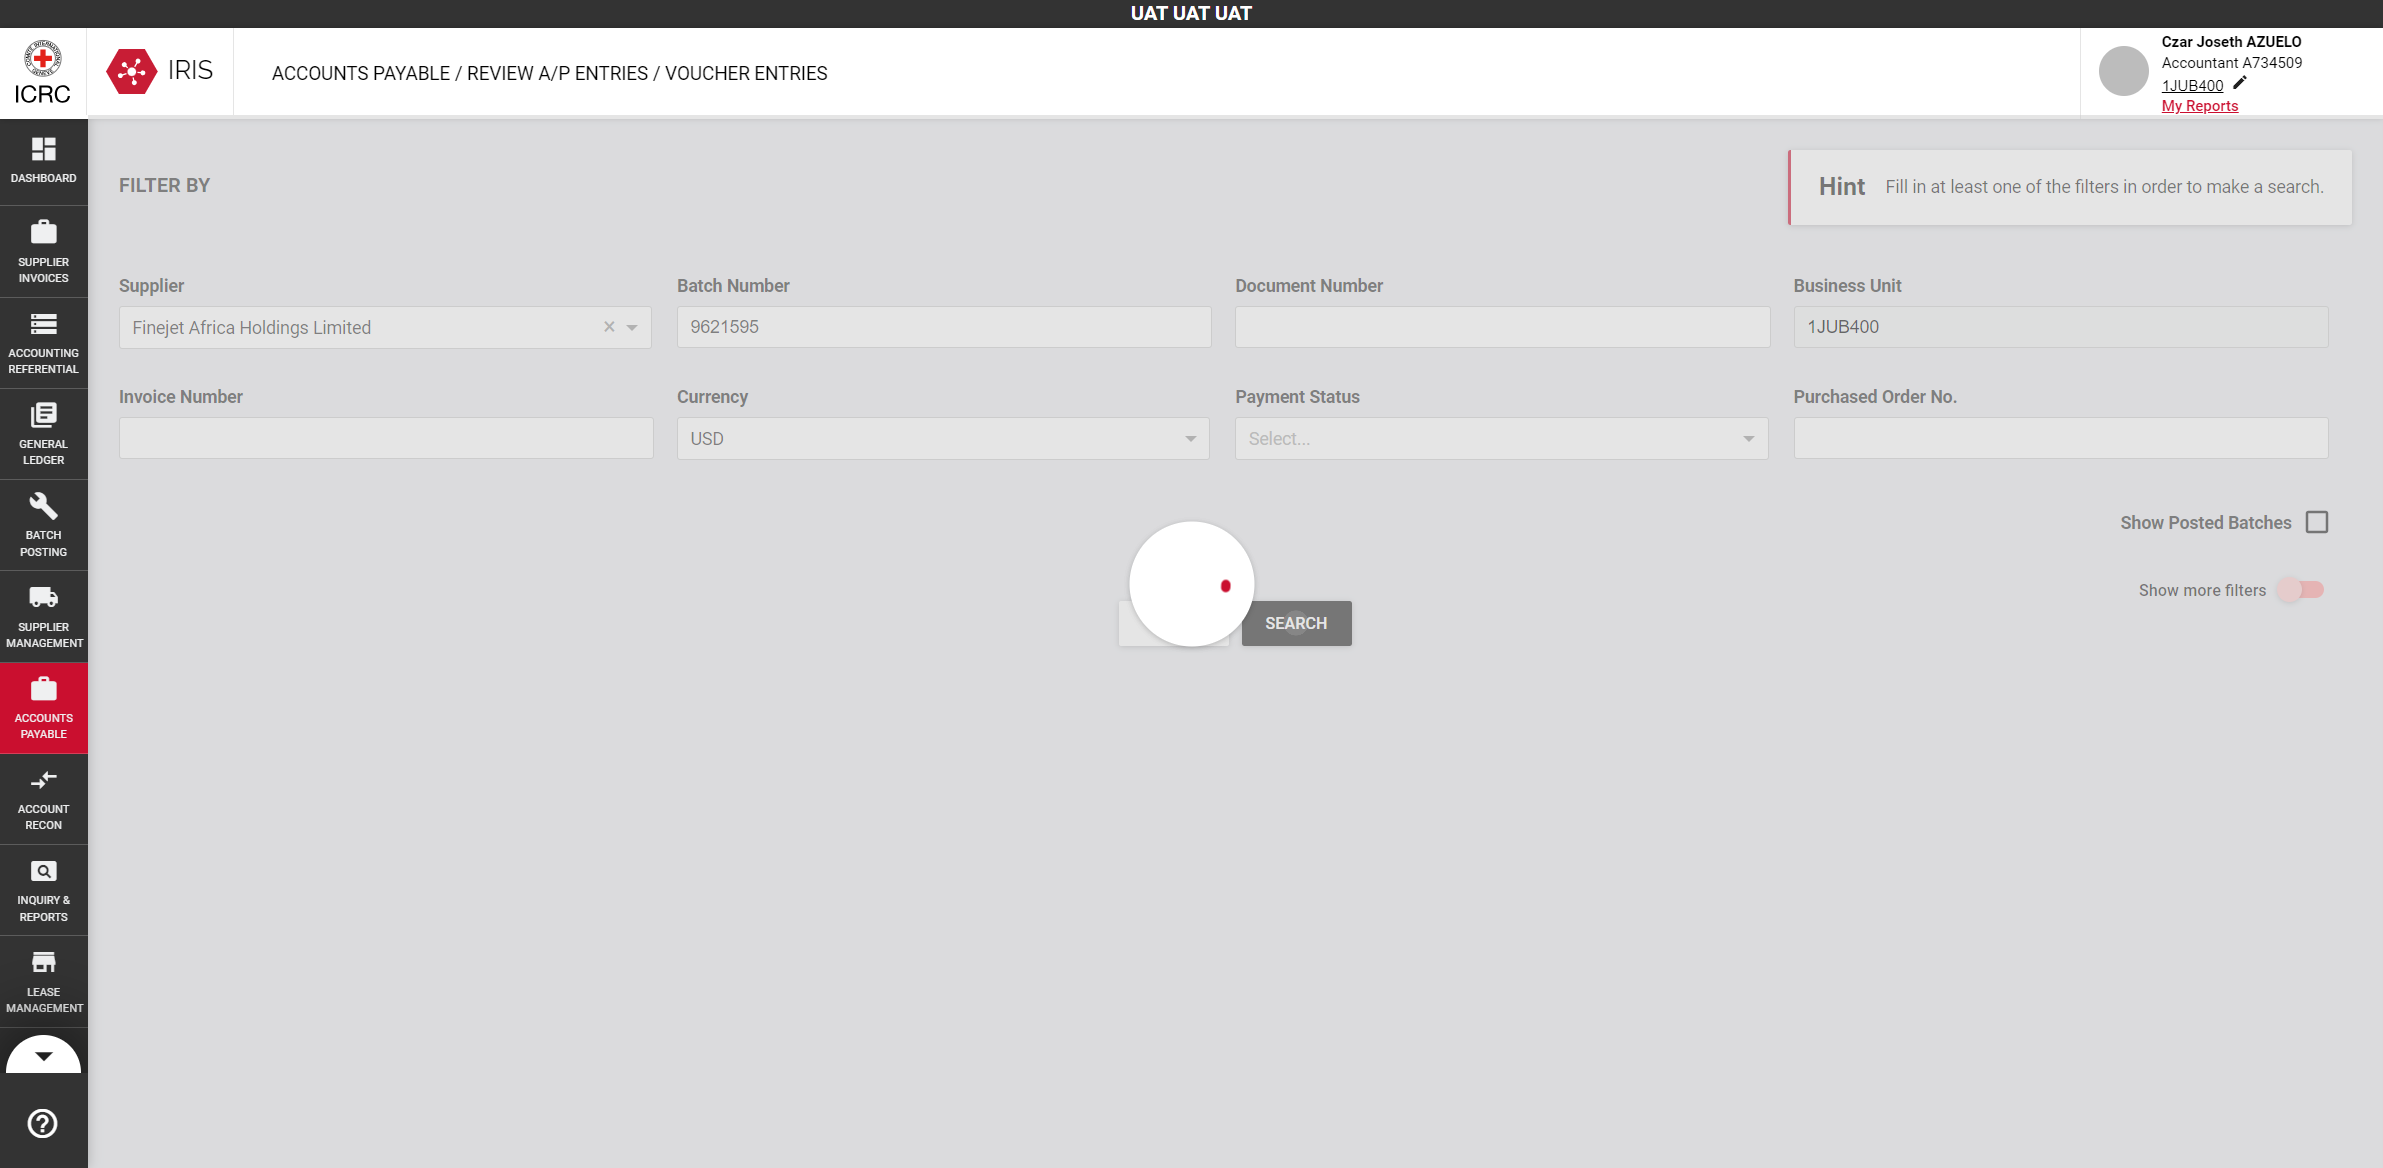 UAT UAT UAT
ICRC
IRIS
ACCOUNTS PAYABLE / REVIEW A/P ENTRIES / VOUCHER ENTRIES
Czar Joseth AZUELO
Accountant A734509
1JUB400
My Reports
DASHBOARD
SUPPLIER
INVOICES
ACCOUNTING
REFERENTIAL
GENERAL
LEDGER
BATCH
POSTING
SUPPLIER
MANAGEMENT
ACCOUNTS
PAYABLE
ACCOUNT
RECON
INQUIRY &
REPORTS
LEASE
MANAGEMENT
FILTER BY
Hint Fill in at least one of the filters in order to make a search.
Supplier
Finejet Africa Holdings Limited
Batch Number
9621595
Document Number
Business Unit
1JUB400
Invoice Number
Currency
USD
Payment Status
Select...
Purchased Order No.
Show Posted Batches
Show more filters
SEARCH